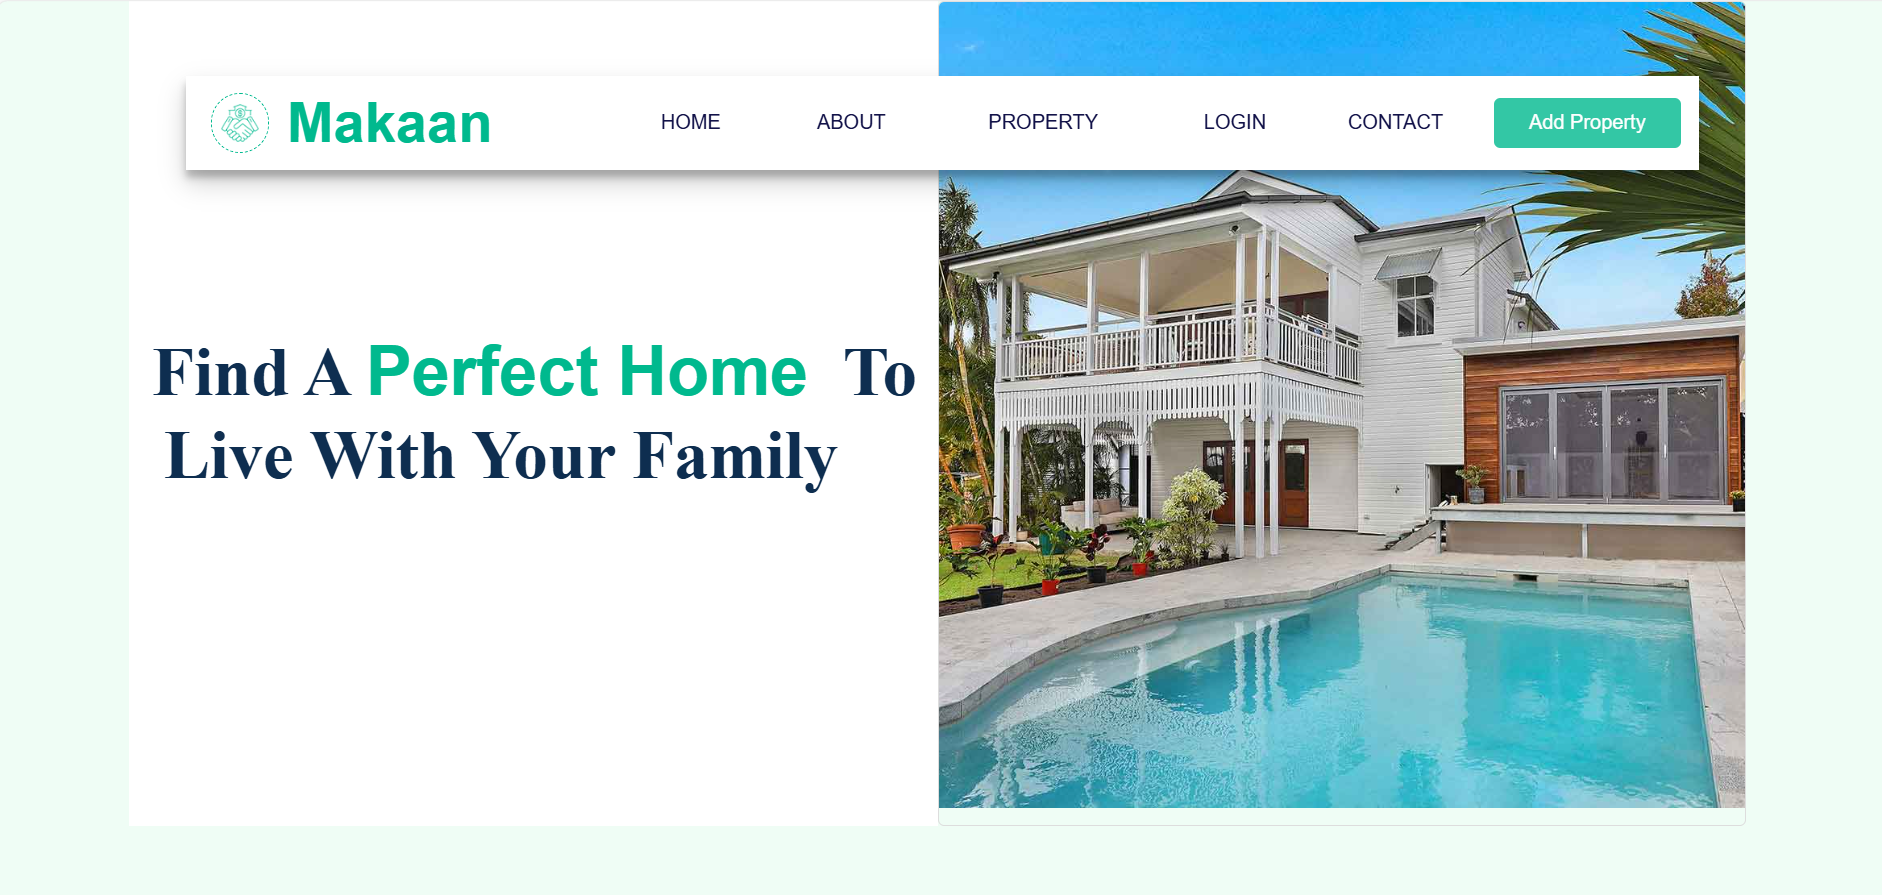 Makaan
HOME ABOUT PROPERTY LOGIN CONTACT Add Property
Find A Perfect Home To
Live With Your Family